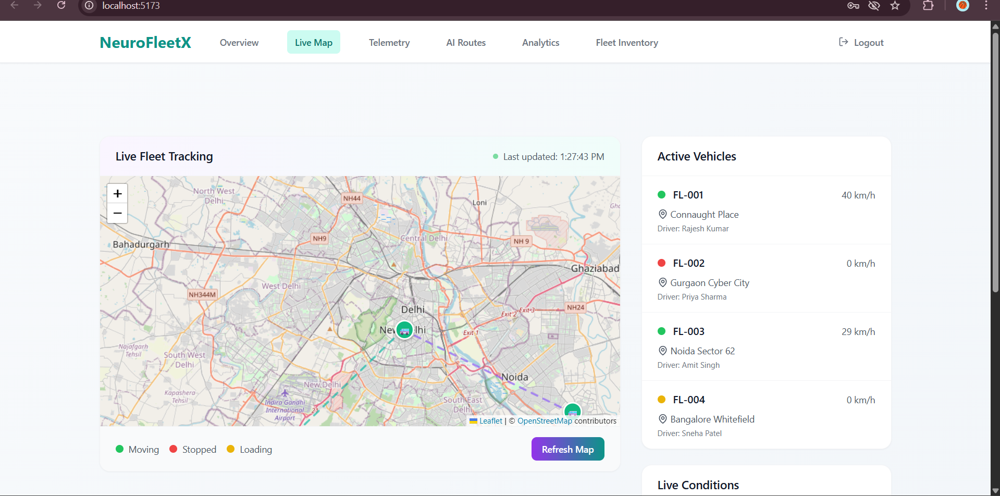 localhost:5173
NeuroFleetX
Overview
Live Map
Telemetry
AI Routes
Analytics
Fleet Inventory
Logout
Live Fleet Tracking
Last updated: 1:27:43 PM
+
−
North West
Delhi
NH44
Loni
Bahadurgarh
NH9
Central Delhi
NH 9
Ghaziabad
West Delhi
NH344M
Delhi
NH24
Exit 2
Exit 3
Exit 1
Najafgarh
Tehsil
South West
Delhi
Noida
New Delhi
Kapashera
Tehsil
Indira Gandhi
International
Airport
21
South East
Delhi
Leaflet | © OpenStreetMap contributors
Moving
Stopped
Loading
Refresh Map
Active Vehicles
FL-001
40 km/h
Connaught Place
Driver: Rajesh Kumar
FL-002
0 km/h
Gurgaon Cyber City
Driver: Priya Sharma
FL-003
29 km/h
Noida Sector 62
Driver: Amit Singh
FL-004
0 km/h
Bangalore Whitefield
Driver: Sneha Patel
Live Conditions